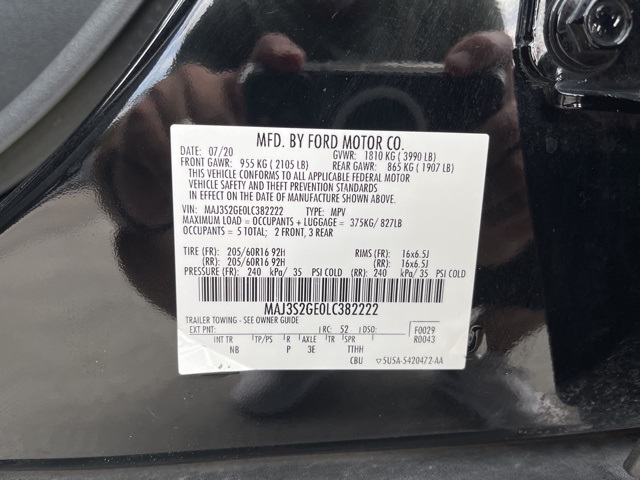 MFD. BY FORD MOTOR CO.
DATE: 07/20 GVWR: 1810 KG ( 3990 LB)
FRONT GAWR: 955 KG ( 2105 LB) REAR GAWR: 865 KG ( 1907 LB)
THIS VEHICLE CONFORMS TO ALL APPLICABLE FEDERAL MOTOR
VEHICLE SAFETY AND THEFT PREVENTION STANDARDS
IN EFFECT ON THE DATE OF MANUFACTURE SHOWN ABOVE.
VIN: MAJ3S2GE0LC382222 TYPE: MPV
MAXIMUM LOAD = OCCUPANTS + LUGGAGE = 375KG/ 827LB
OCCUPANTS = 5 TOTAL; 2 FRONT, 3 REAR
TIRE (FR): 205/60R16 92H RIMS (FR): 16x6.5J
(RR): 205/60R16 92H (RR): 16x6.5J
PRESSURE (FR): 240 kPa/ 35 PSI COLD (RR): 240 kPa/ 35 PSI COLD
MAJ3S2GE0LC382222
TRAILER TOWING - SEE OWNER GUIDE
EXT PNT: RC: 52 DSO: F0029
INT TR TP/PS R AXLE TR SPR R0043
NB P 3E TTHH
CBU ▽5U5A-5420472-AA